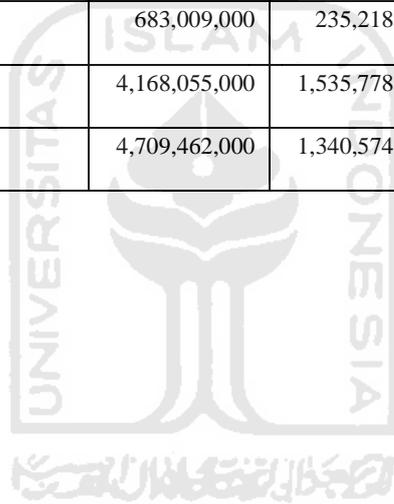 683,009,000 235,218
4,168,055,000 1,535,778
4,709,462,000 1,340,574
ISLAM
UNIVERSITAS
INDONESIA